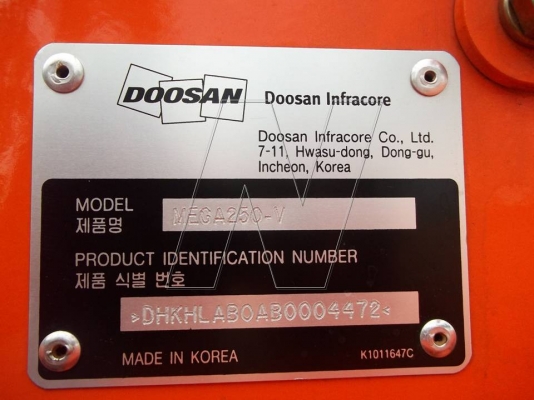 DOOSAN Doosan Infracore
Doosan Infracore Co., Ltd.
7-11, Hwasu-dong, Dong-gu,
Incheon, Korea
MODEL
제품명
MEGA250-V
PRODUCT IDENTIFICATION NUMBER
제품 식별 번호
>DHKHLAB0AB0004472<
MADE IN KOREA
K1011647C